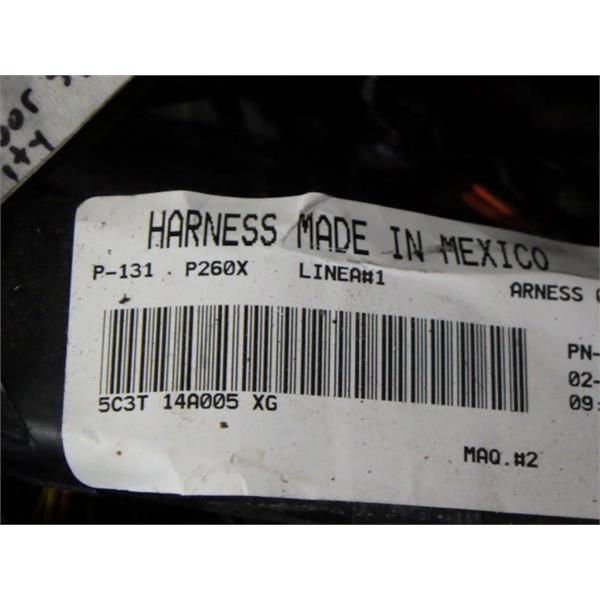 HARNESS MADE IN MEXICO
P-131 P260X LINEA#1
ARNESS
PN-
02-
5C3T 14A005 XG
09:
MAQ.#2